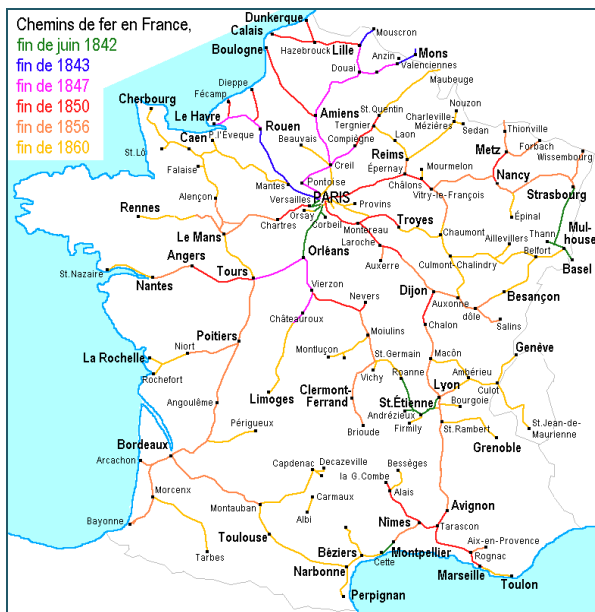 Chemins de fer en France,
fin de juin 1842
fin de 1843
fin de 1847
fin de 1850
fin de 1856
fin de 1860
Dunkerque
Calais
Mouscron
Boulogne
Hazebrouck
Lille
Anzin
Mons
Douai
Valenciennes
Maubeuge
Dieppe
Fécamp
Cherbourg
Le Havre
Amiens
St.Quentin
Nouzon
Tergnier
Charleville-
Mézières
Sedan
Rouen
Caen
P.l'Eveque
Beauvais
Compiègne
Laon
Thionville
St.Lô
Creil
Reims
Metz
Forbach
Wissembourg
Falaise
Épernay
Mourmelon
Mantes
Pontoise
Châlons
Nancy
Alençon
Versailles
PARIS
Vitry-le-François
Strasbourg
Rennes
Orsay
Corbeil
Provins
Chartres
Montereau
Troyes
Épinal
Thann
Mul-
house
Le Mans
Laroche
Chaumont
Aillevillers
Angers
Orléans
Culmont-Chalindry
Belfort
Basel
Auxerre
St.Nazaire
Nantes
Tours
Vierzon
Dijon
Auxonne
Besançon
Nevers
dôle
Châteauroux
Chalon
Salins
Poitiers
Moiulins
Montluçon
Mâcon
Genève
La Rochelle
Niort
St.Germain
Roanne
Ambérieu
Vichy
Rochefort
Limoges
Clermont-
Ferrand
Lyon
Culot
St.Étienne
Bourgoie
Angoulême
Andrézieux
Firmily
St.Rambert
St.Jean-de-
Maurienne
Périgueux
Brioude
Grenoble
Bordeaux
Arcachon
Capdenac
Decazeville
Bessèges
la G.Combe
Morcenx
Carmaux
Alais
Montauban
Albi
Avignon
Bayonne
Nîmes
Tarascon
Toulouse
Aix-en-Provence
Tarbes
Béziers
Montpellier
Rognac
Cette
Narbonne
Marseille
Toulon
Perpignan